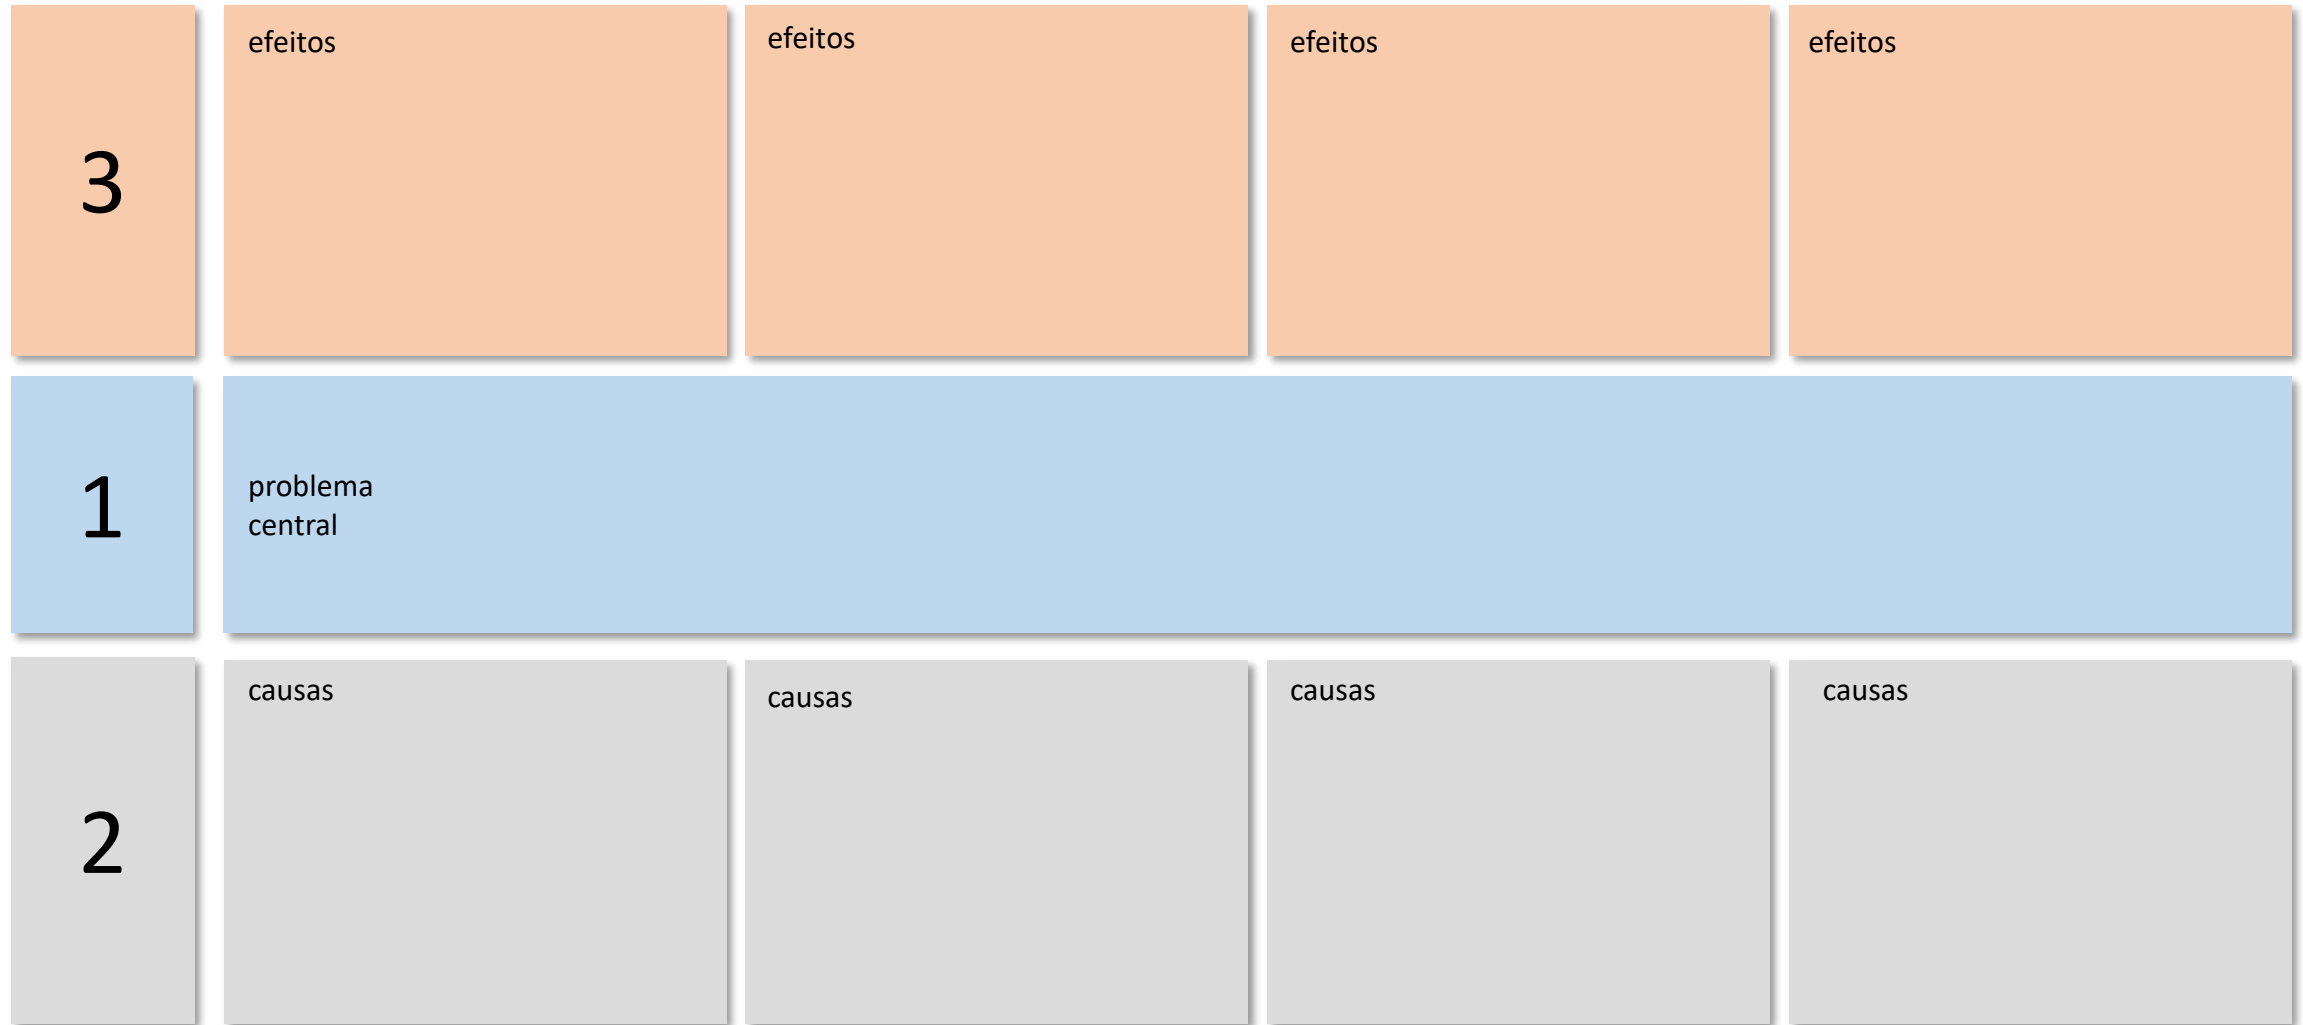 3
efeitos
efeitos
efeitos
efeitos
1
problema
central
2
causas
causas
causas
causas